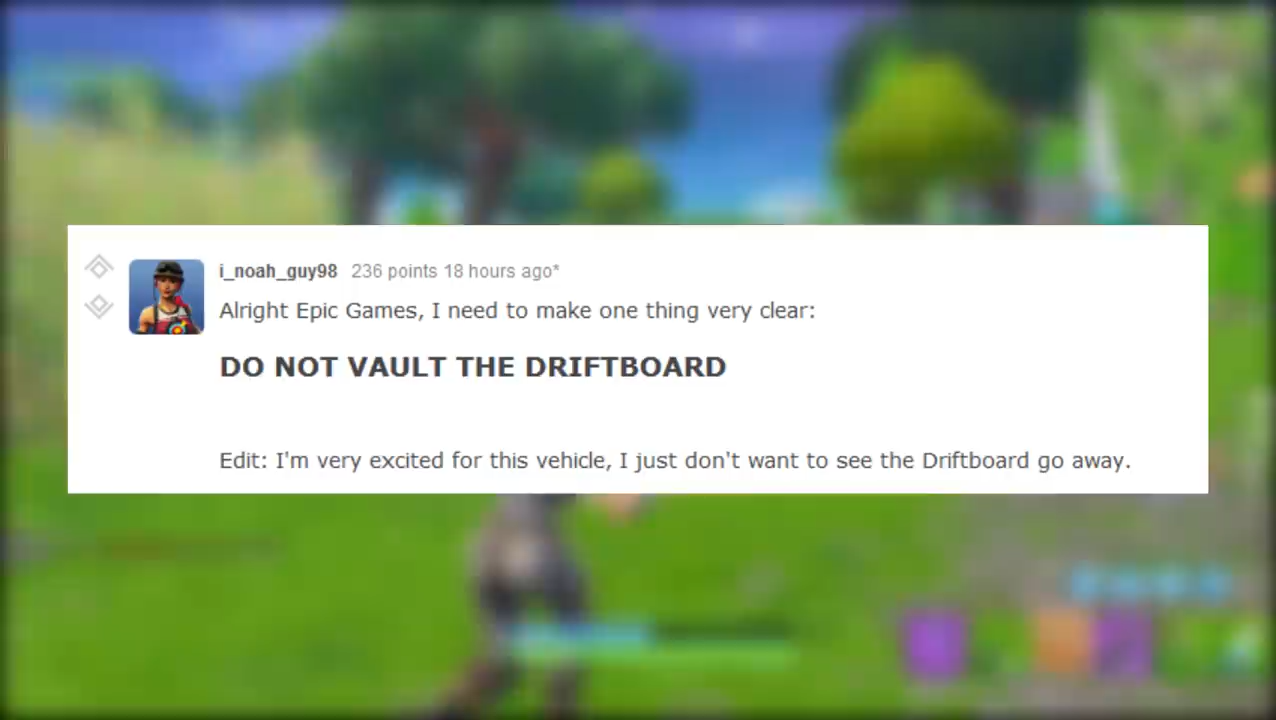 i_noah_guy98 236 points 18 hours ago*
Alright Epic Games, I need to make one thing very clear:
DO NOT VAULT THE DRIFTBOARD
Edit: I'm very excited for this vehicle, I just don't want to see the Driftboard go away.